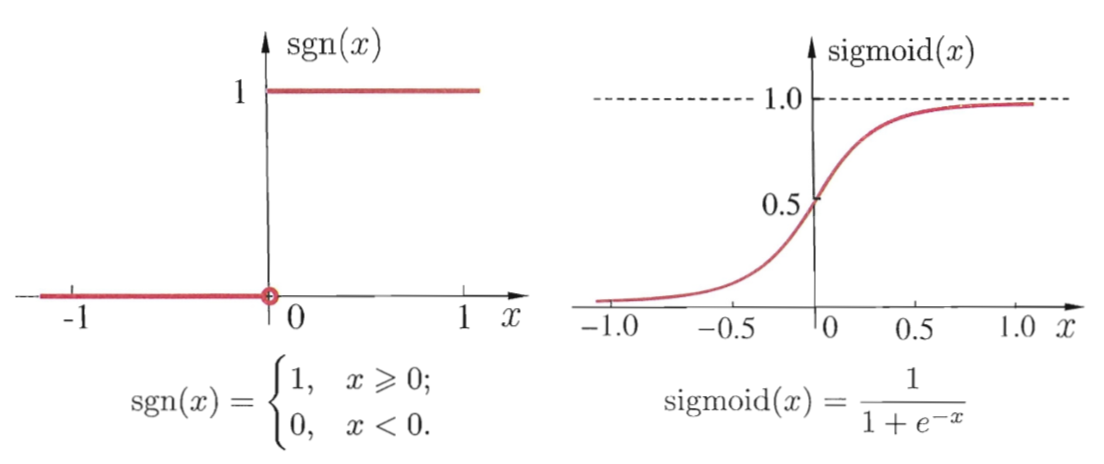 sgn(x)
1
-1
0
1
x
sgn(x) = { 1, x ⩾ 0;
0, x < 0.
sigmoid(x)
1.0
0.5
−1.0
−0.5
0
0.5
1.0
x
sigmoid(x) = 1 / (1 + e^{−x})